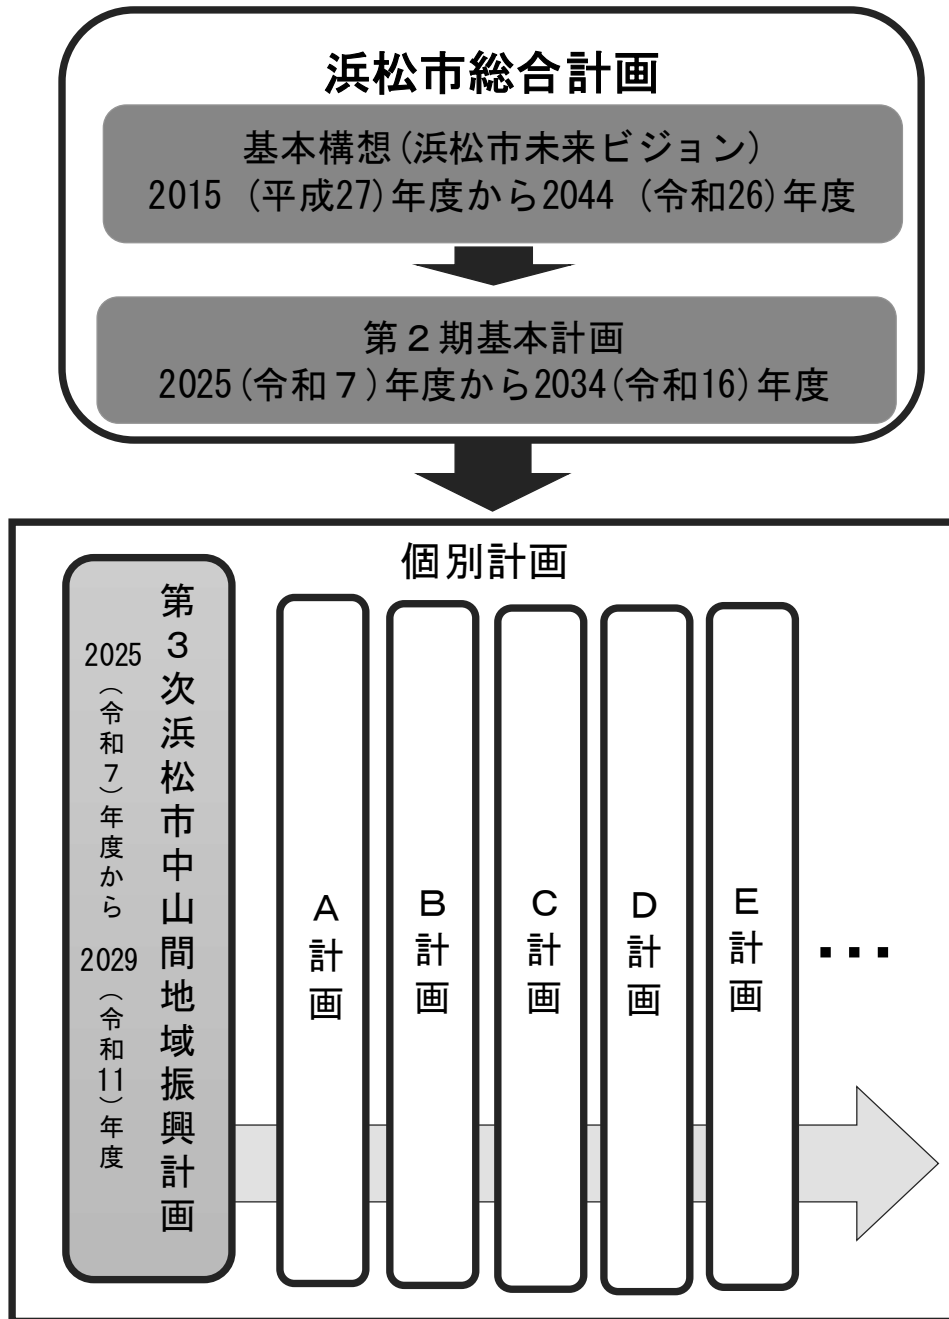 浜松市総合計画
基本構想(浜松市未来ビジョン)
2015 (平成27)年度から2044 (令和26)年度
第２期基本計画
2025(令和７)年度から2034(令和16)年度
個別計画
第３次浜松市中山間地域振興計画
2025(令和７)年度から2029(令和11)年度
Ａ計画
Ｂ計画
Ｃ計画
Ｄ計画
Ｅ計画
…